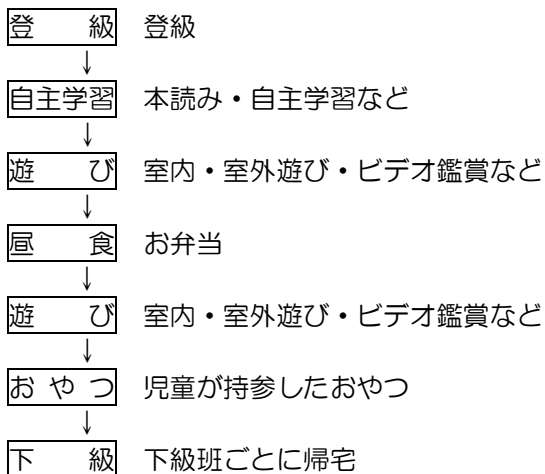 登　　級　登級
↓
自主学習　本読み・自主学習など
↓
遊　　び　室内・室外遊び・ビデオ鑑賞など
↓
昼　　食　お弁当
↓
遊　　び　室内・室外遊び・ビデオ鑑賞など
↓
お や つ　児童が持参したおやつ
↓
下　　級　下級班ごとに帰宅